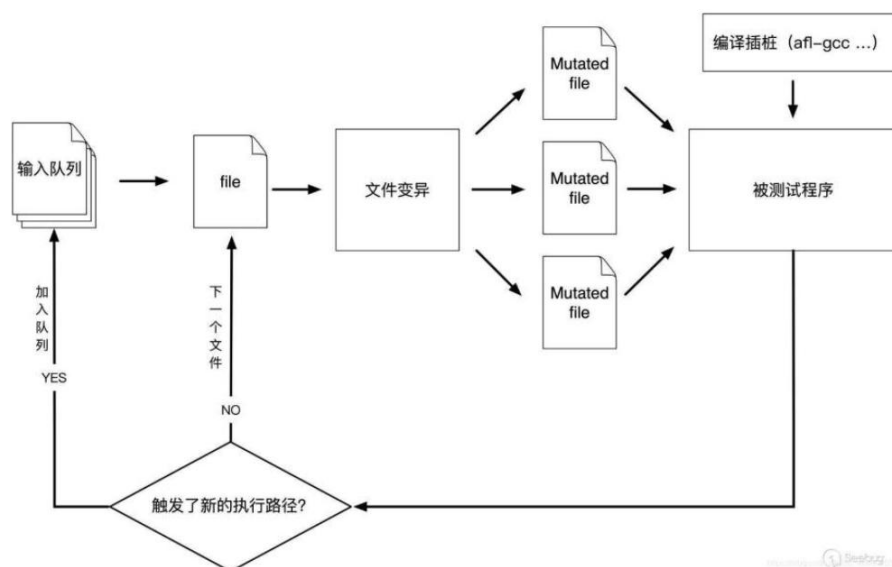 编译插桩（afl-gcc ...）
Mutated
file
输入队列
file
文件变异
Mutated
file
被测试程序
Mutated
file
加入队列
下一个文件
YES
NO
触发了新的执行路径?
Seebug